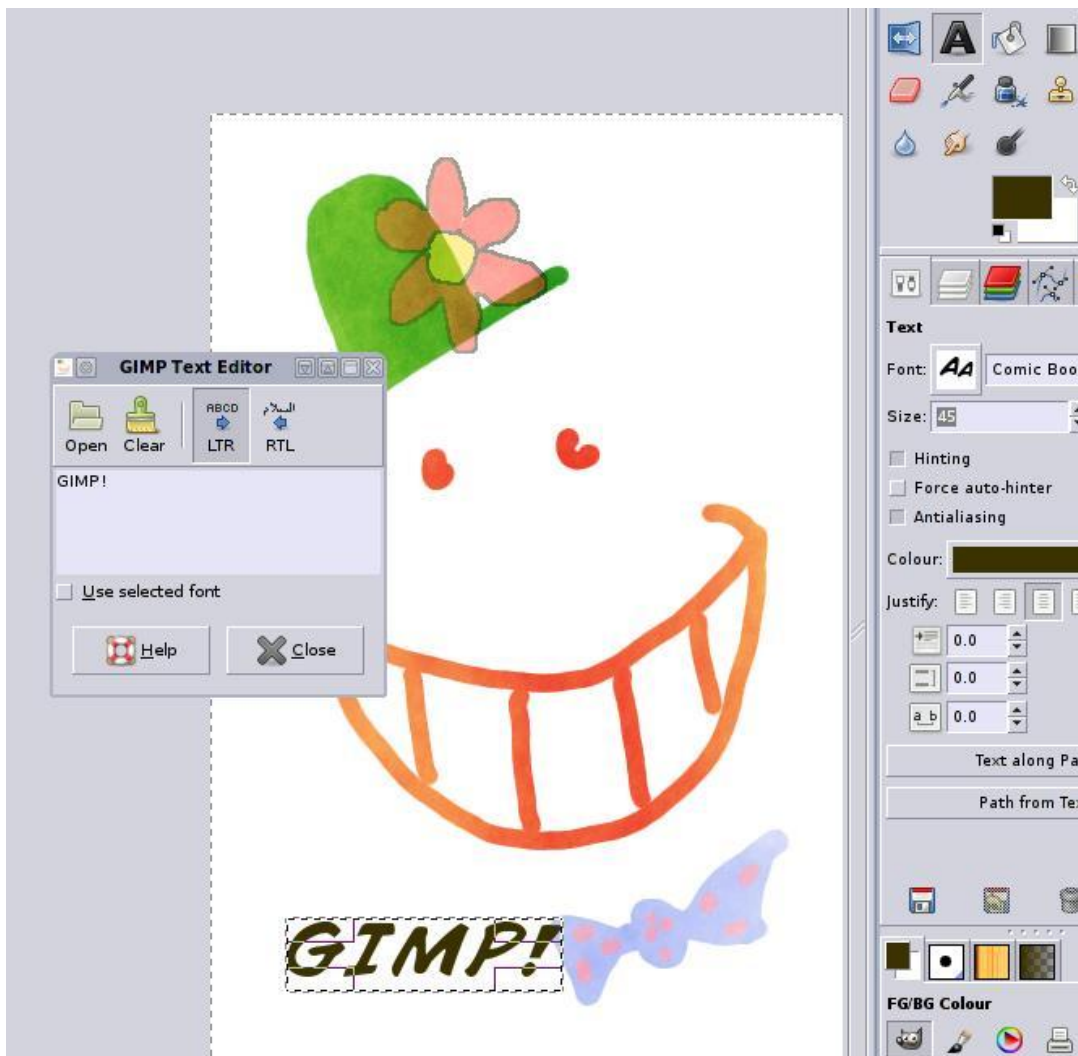 GIMP Text Editor
Open
Clear
ABCD
LTR
السلام
RTL
GIMP!
Use selected font
Help
Close
GIMP!
Text
Font:
Aa
Comic Boo
Size: 45
Hinting
Force auto-hinter
Antialiasing
Colour:
Justify:
0.0
0.0
a_b 0.0
Text along Pa
Path from Te
FG/BG Colour